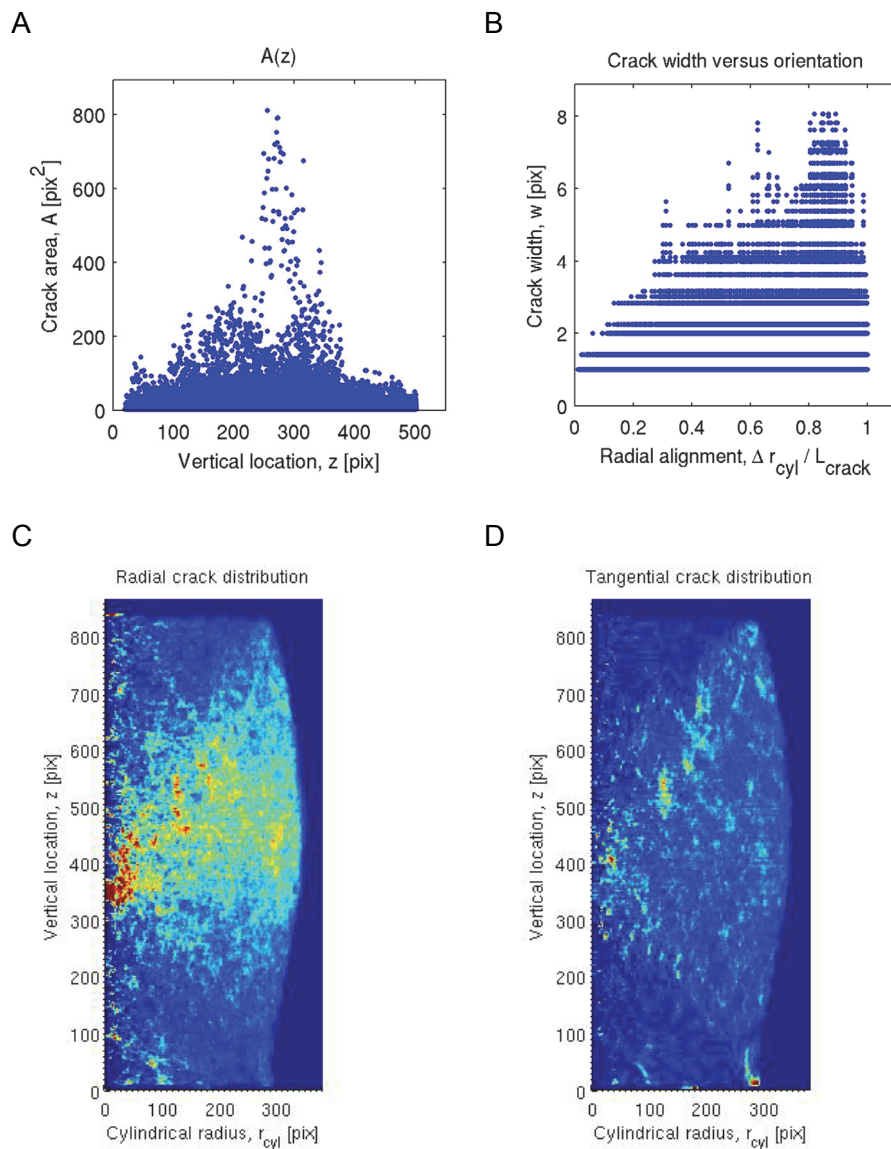 A
A(z)
Crack area, A [pix²]
800
600
400
200
0
0 100 200 300 400 500
Vertical location, z [pix]
B
Crack width versus orientation
Crack width, w [pix]
8
6
4
2
0
0 0.2 0.4 0.6 0.8 1
Radial alignment, Δ r_cyl / L_crack
C
Radial crack distribution
Vertical location, z [pix]
800
700
600
500
400
300
200
100
0
0 100 200 300
Cylindrical radius, r_cyl [pix]
D
Tangential crack distribution
Vertical location, z [pix]
800
700
600
500
400
300
200
100
0
0 100 200 300
Cylindrical radius, r_cyl [pix]